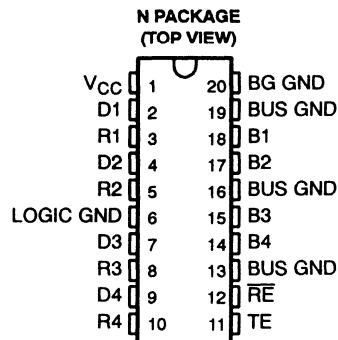 N PACKAGE
(TOP VIEW)
VCC 1 20 BG GND
D1 2 19 BUS GND
R1 3 18 B1
D2 4 17 B2
R2 5 16 BUS GND
LOGIC GND 6 15 B3
D3 7 14 B4
R3 8 13 BUS GND
D4 9 12 R̅E̅
R4 10 11 TE